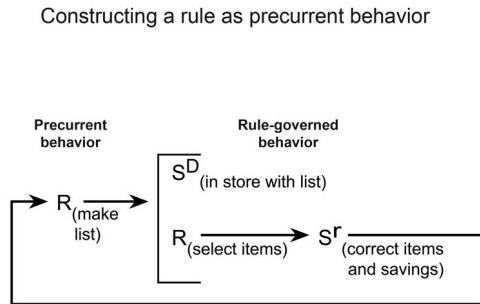 Constructing a rule as precurrent behavior
Precurrent
behavior
Rule-governed
behavior
SD(in store with list)
R(make
list)
R(select items)
Sr(correct items
and savings)